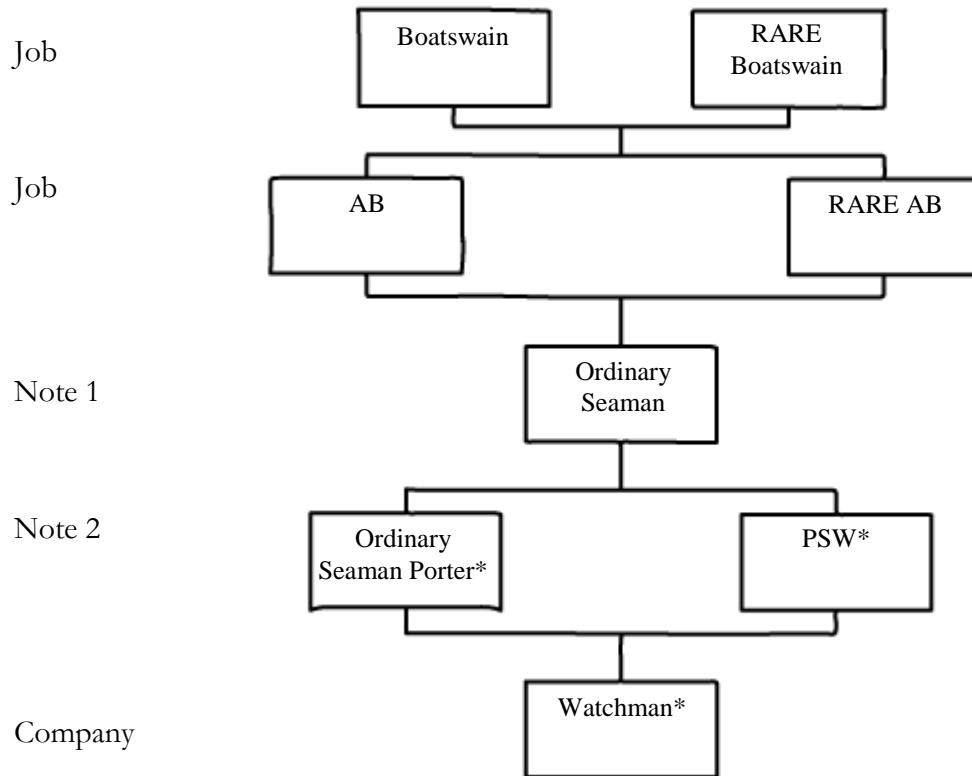 Job
Boatswain
RARE
Boatswain
Job
AB
RARE AB
Note 1
Ordinary
Seaman
Note 2
Ordinary
Seaman Porter*
PSW*
Company
Watchman*